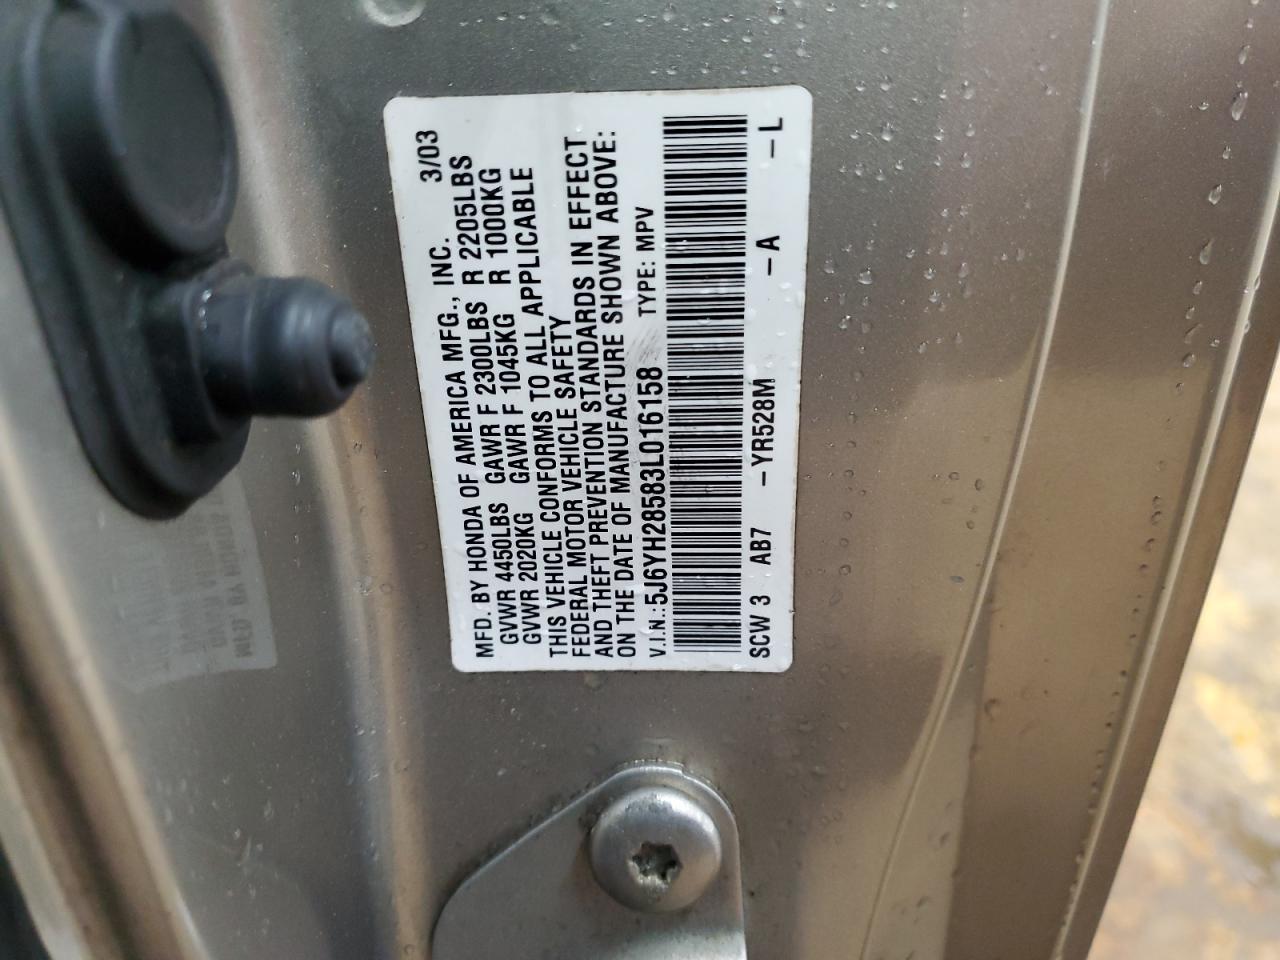 MFD. BY HONDA OF AMERICA MFG., INC. 3/03
GVWR 4450LBS GAWR F 2300LBS R 2205LBS
GVWR 2020KG GAWR F 1045KG R 1000KG
THIS VEHICLE CONFORMS TO ALL APPLICABLE
FEDERAL MOTOR VEHICLE SAFETY
AND THEFT PREVENTION STANDARDS IN EFFECT
ON THE DATE OF MANUFACTURE SHOWN ABOVE:
V.I.N.:5J6YH28583L016158 TYPE: MPV
SCW 3 AB7 -YR528M -A -L